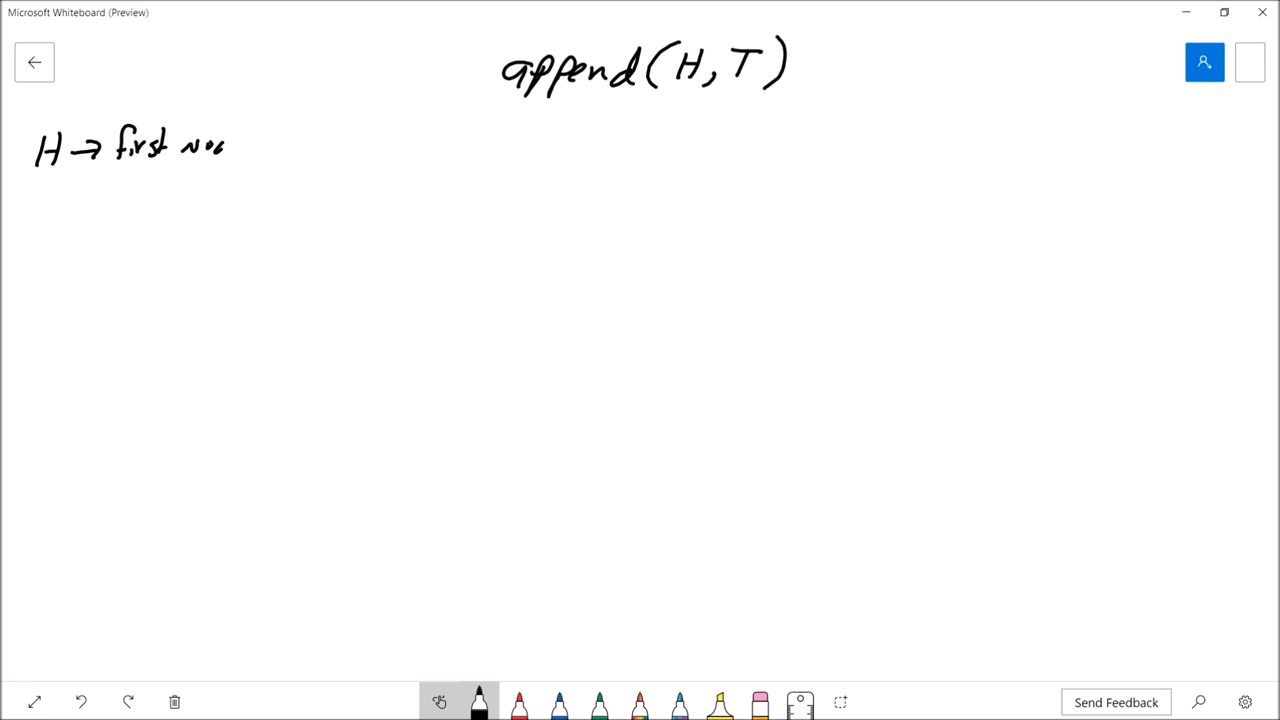 Microsoft Whiteboard (Preview)
append(H, T)
H → first
Send Feedback